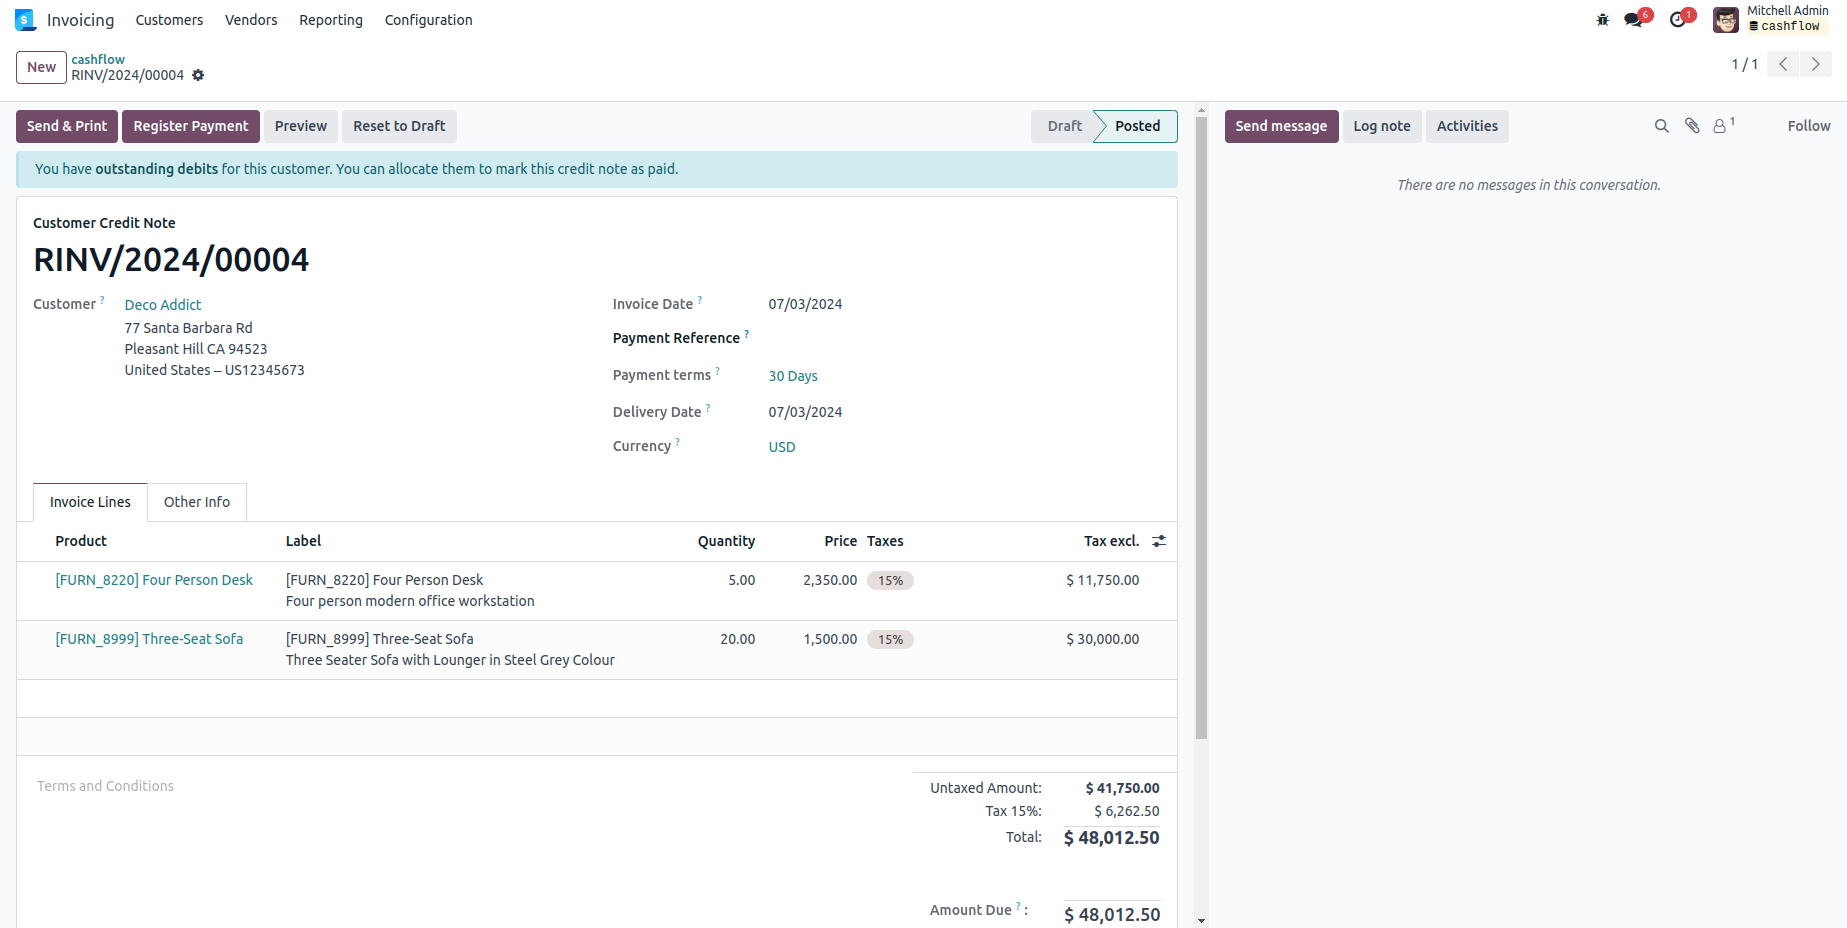 Invoicing Customers Vendors Reporting Configuration 6 1 Mitchell Admin
cashflow
New cashflow
RINV/2024/00004
1 / 1
Send & Print Register Payment Preview Reset to Draft Draft Posted Send message Log note Activities 1 Follow
You have outstanding debits for this customer. You can allocate them to mark this credit note as paid.
There are no messages in this conversation.
Customer Credit Note
RINV/2024/00004
Customer ? Deco Addict
77 Santa Barbara Rd
Pleasant Hill CA 94523
United States – US12345673
Invoice Date ? 07/03/2024
Payment Reference ?
Payment terms ? 30 Days
Delivery Date ? 07/03/2024
Currency ? USD
Invoice Lines Other Info
Product Label Quantity Price Taxes Tax excl.
[FURN_8220] Four Person Desk [FURN_8220] Four Person Desk 5.00 2,350.00 15% $ 11,750.00
Four person modern office workstation
[FURN_8999] Three-Seat Sofa [FURN_8999] Three-Seat Sofa 20.00 1,500.00 15% $ 30,000.00
Three Seater Sofa with Lounger in Steel Grey Colour
Terms and Conditions
Untaxed Amount: $ 41,750.00
Tax 15%: $ 6,262.50
Total: $ 48,012.50
Amount Due ? : $ 48,012.50